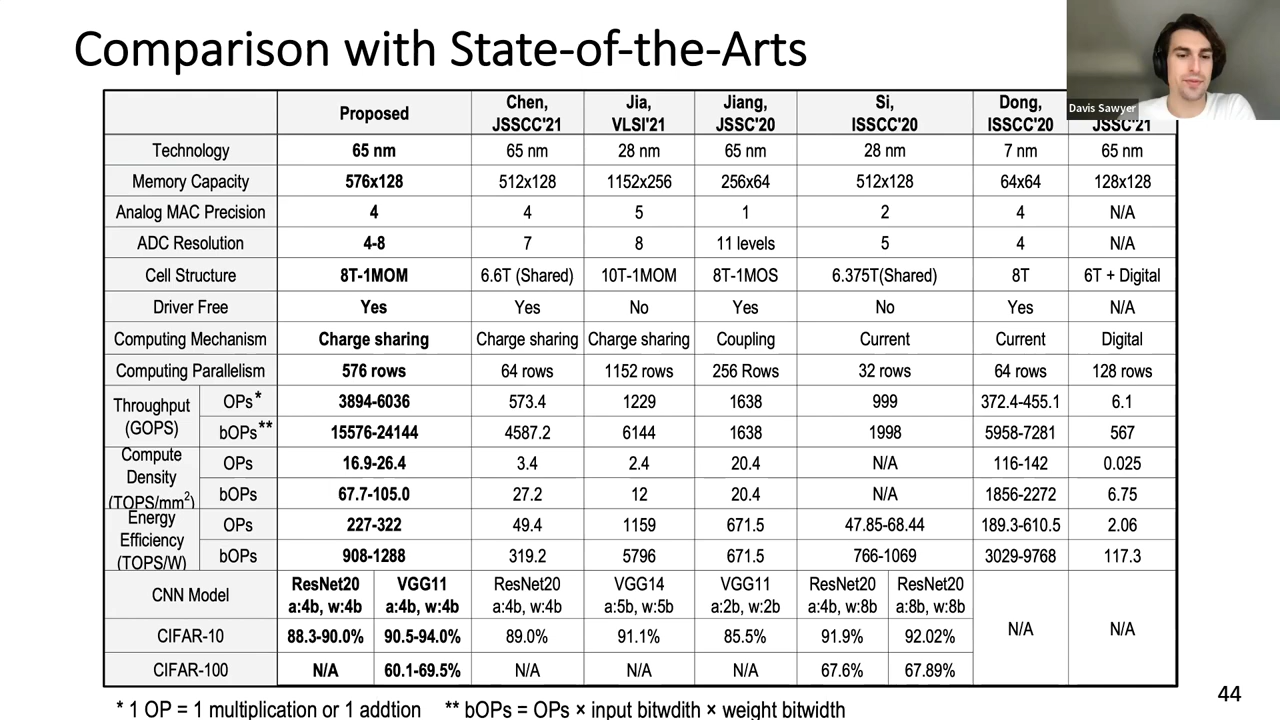 Comparison with State-of-the-Arts
Davis Sawyer
Proposed
Chen,
JSSCC'21
Jia,
VLSI'21
Jiang,
JSSC'20
Si,
ISSCC'20
Dong,
ISSCC'20
JSSC'21
Technology 65 nm 65 nm 28 nm 65 nm 28 nm 7 nm 65 nm
Memory Capacity 576x128 512x128 1152x256 256x64 512x128 64x64 128x128
Analog MAC Precision 4 4 5 1 2 4 N/A
ADC Resolution 4-8 7 8 11 levels 5 4 N/A
Cell Structure 8T-1MOM 6.6T (Shared) 10T-1MOM 8T-1MOS 6.375T(Shared) 8T 6T + Digital
Driver Free Yes Yes No Yes No Yes N/A
Computing Mechanism Charge sharing Charge sharing Charge sharing Coupling Current Current Digital
Computing Parallelism 576 rows 64 rows 1152 rows 256 Rows 32 rows 64 rows 128 rows
Throughput
(GOPS)
OPs* 3894-6036 573.4 1229 1638 999 372.4-455.1 6.1
bOPs** 15576-24144 4587.2 6144 1638 1998 5958-7281 567
Compute
Density
(TOPS/mm2)
OPs 16.9-26.4 3.4 2.4 20.4 N/A 116-142 0.025
bOPs 67.7-105.0 27.2 12 20.4 N/A 1856-2272 6.75
Energy
Efficiency
(TOPS/W)
OPs 227-322 49.4 1159 671.5 47.85-68.44 189.3-610.5 2.06
bOPs 908-1288 319.2 5796 671.5 766-1069 3029-9768 117.3
CNN Model
ResNet20 VGG11 ResNet20 VGG14 VGG11 ResNet20 ResNet20
a:4b, w:4b a:4b, w:4b a:4b, w:4b a:5b, w:5b a:2b, w:2b a:4b, w:8b a:8b, w:8b
N/A N/A
CIFAR-10 88.3-90.0% 90.5-94.0% 89.0% 91.1% 85.5% 91.9% 92.02%
CIFAR-100 N/A 60.1-69.5% N/A N/A N/A 67.6% 67.89%
44
* 1 OP = 1 multiplication or 1 addtion ** bOPs = OPs × input bitwdith × weight bitwidth